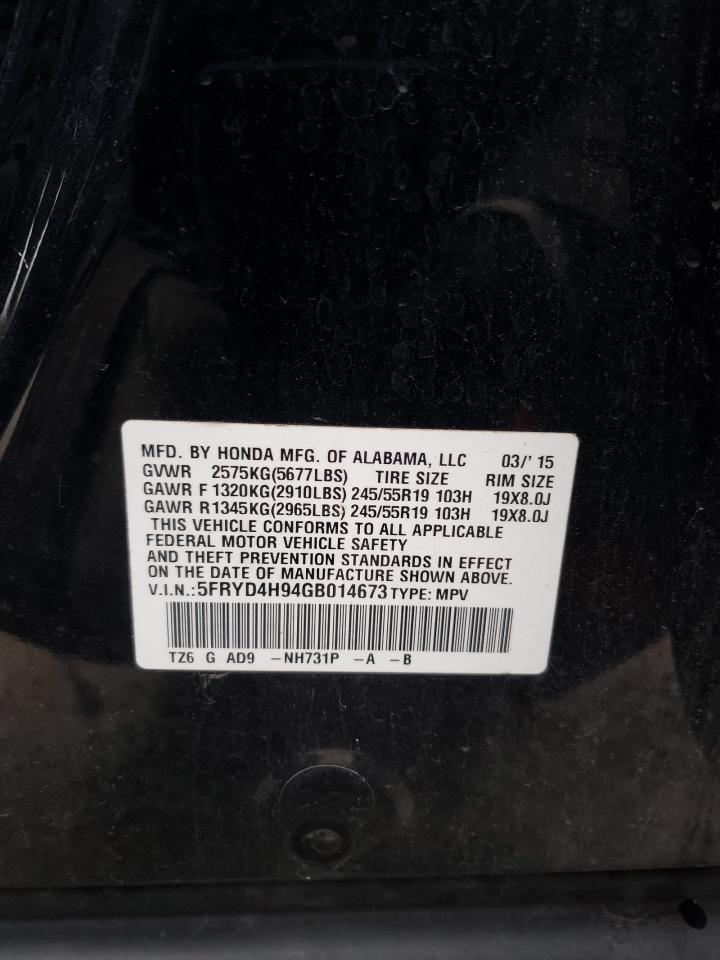 MFD. BY HONDA MFG. OF ALABAMA, LLC 03/' 15
GVWR 2575KG(5677LBS) TIRE SIZE RIM SIZE
GAWR F 1320KG(2910LBS) 245/55R19 103H 19X8.0J
GAWR R1345KG(2965LBS) 245/55R19 103H 19X8.0J
THIS VEHICLE CONFORMS TO ALL APPLICABLE
FEDERAL MOTOR VEHICLE SAFETY
AND THEFT PREVENTION STANDARDS IN EFFECT
ON THE DATE OF MANUFACTURE SHOWN ABOVE.
V.I.N.: 5FRYD4H94GB014673 TYPE: MPV
TZ6 G AD9 -NH731P -A -B